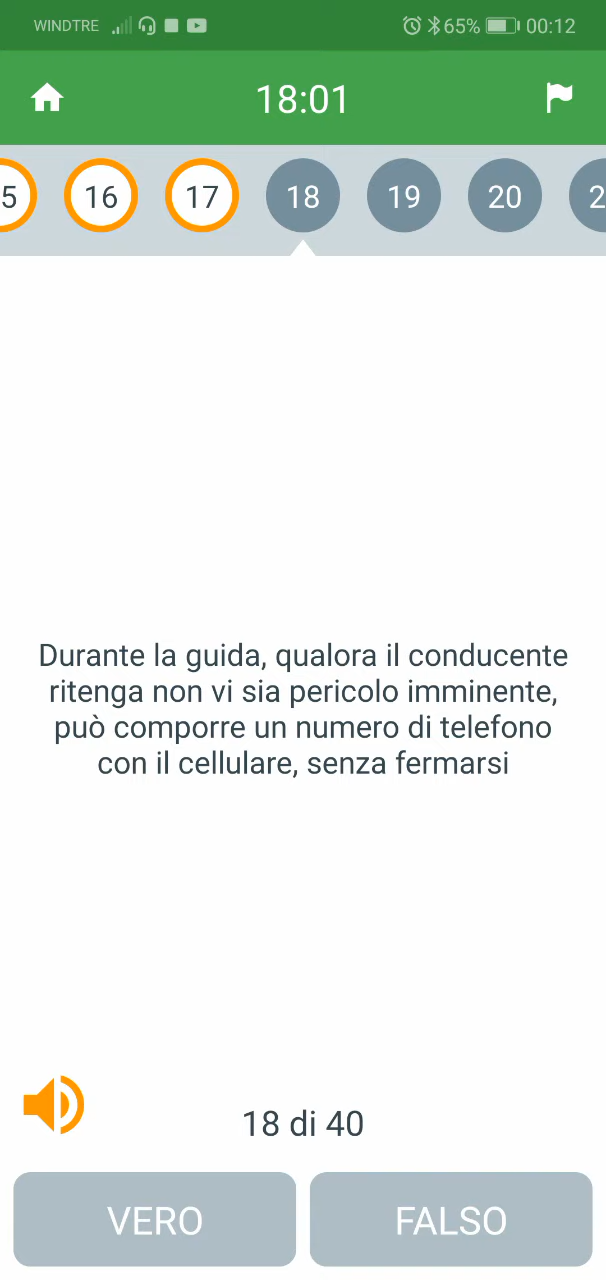 WINDTRE 65% 00:12
18:01
5 16 17 18 19 20 2
Durante la guida, qualora il conducente
ritenga non vi sia pericolo imminente,
può comporre un numero di telefono
con il cellulare, senza fermarsi
18 di 40
VERO FALSO